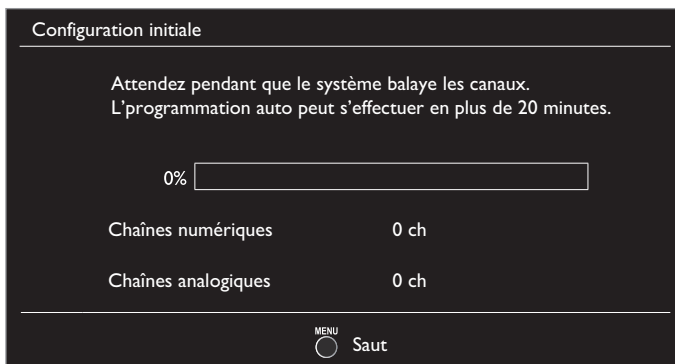 Configuration initiale
Attendez pendant que le système balaye les canaux.
L'programmation auto peut s'effectuer en plus de 20 minutes.
0%
Chaînes numériques 0 ch
Chaînes analogiques 0 ch
MENU
Saut